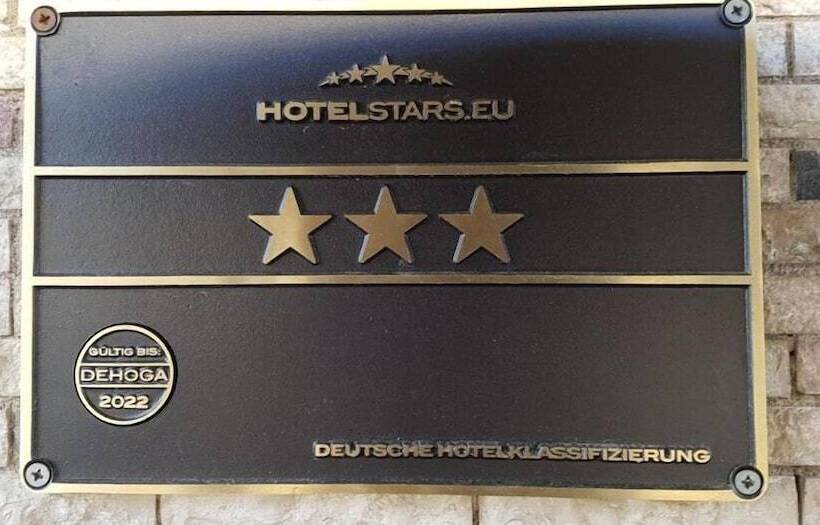 HOTELSTARS.EU
GÜLTIG BIS:
DEHOGA
2022
DEUTSCHE HOTELKLASSIFIZIERUNG